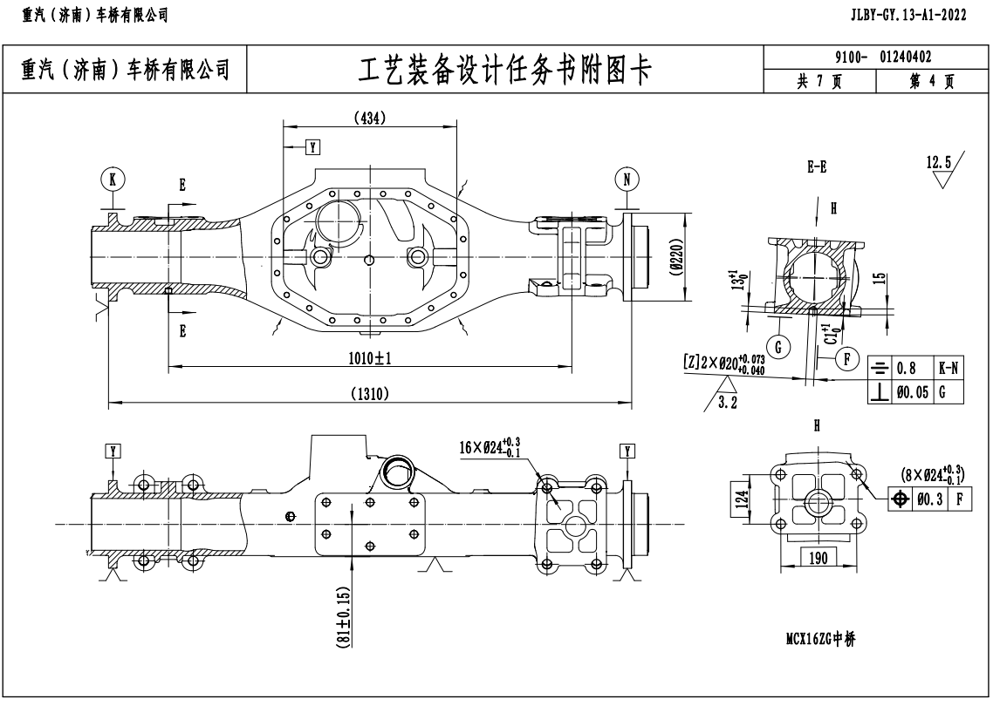 重汽(济南)车桥有限公司
JLBY-GY.13-A1-2022
重汽(济南)车桥有限公司
工艺装备设计任务书附图卡
9100- 01240402
共 7 页
第 4 页
(434)
Y
K
E
N
E-E
12.5
H
(Ø220)
13+1 0
15
E
G
C1+1 0
F
1010±1
[Z]2×Ø20+0.073 +0.040
0.8 K-N
Ø0.05 G
3.2
(1310)
H
Y
16×Ø24+0.3 -0.1
Y
(8×Ø24+0.3 -0.1)
Ø0.3 F
124
Y
190
(81±0.15)
MCX16ZG中桥